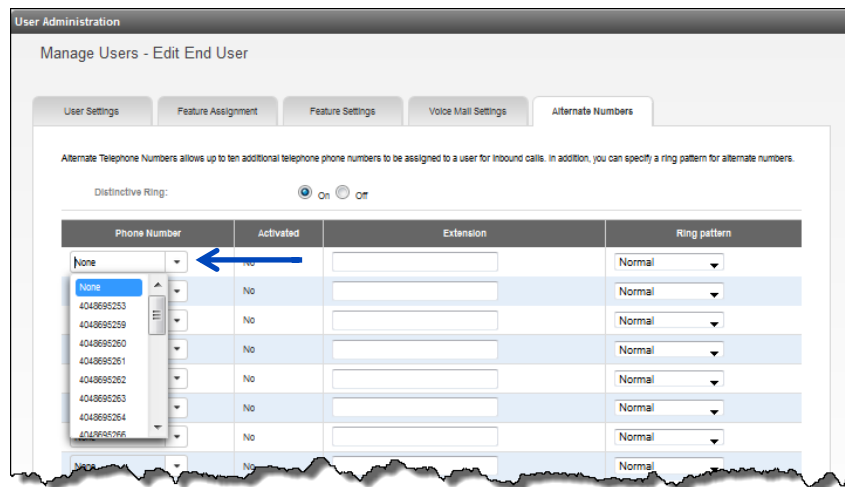 User Administration
Manage Users - Edit End User
User Settings Feature Assignment Feature Settings Voice Mail Settings Alternate Numbers
Alternate Telephone Numbers allows up to ten additional telephone phone numbers to be assigned to a user for inbound calls. In addition, you can specify a ring pattern for alternate numbers.
Distinctive Ring: On Off
Phone Number Activated Extension Ring pattern
None No Normal
None No Normal
4048695253
4048695259 No Normal
4048695260 No Normal
4048695261
4048695262 No Normal
4048695263 No Normal
4048695264
4048695266 No Normal
None No Normal